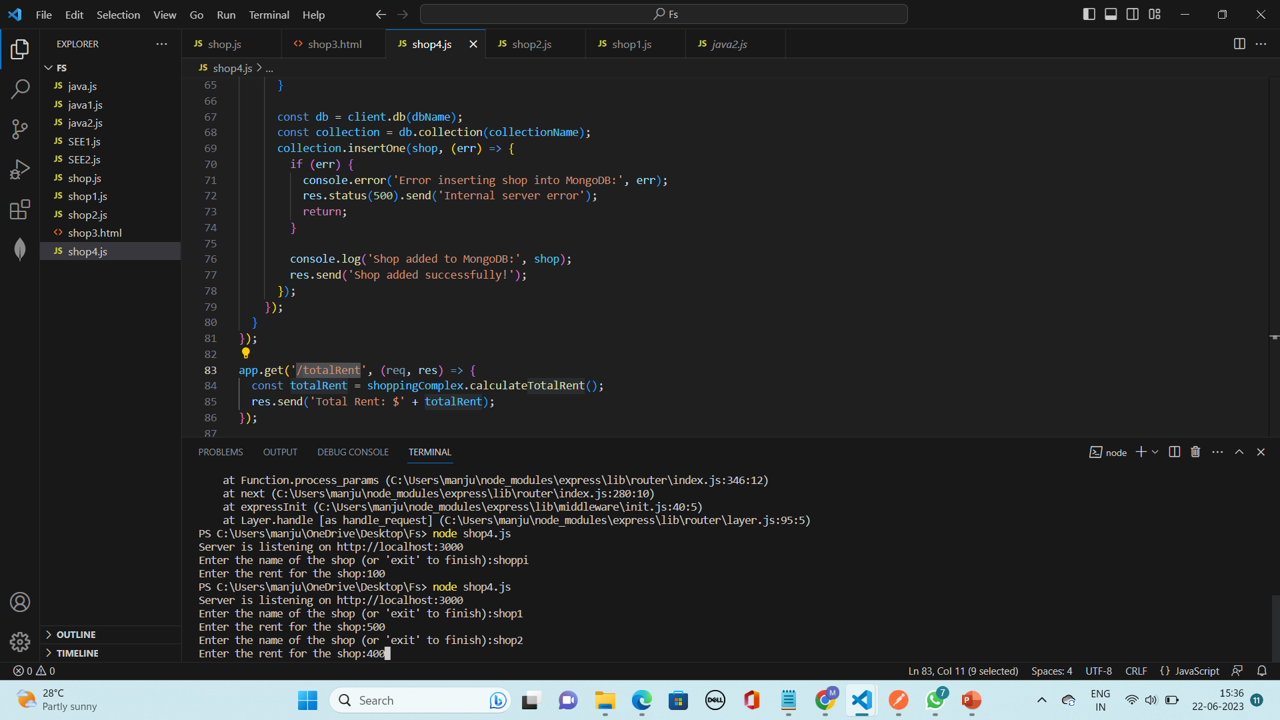 File Edit Selection View Go Run Terminal Help
Fs
EXPLORER
FS
JS java.js
JS java1.js
JS java2.js
JS SEE1.js
JS SEE2.js
JS shop.js
JS shop1.js
JS shop2.js
<> shop3.html
JS shop4.js
OUTLINE
TIMELINE
JS shop.js <> shop3.html JS shop4.js JS shop2.js JS shop1.js JS java2.js
JS shop4.js > ...
65 }
66
67 const db = client.db(dbName);
68 const collection = db.collection(collectionName);
69 collection.insertOne(shop, (err) => {
70 if (err) {
71 console.error('Error inserting shop into MongoDB:', err);
72 res.status(500).send('Internal server error');
73 return;
74 }
75
76 console.log('Shop added to MongoDB:', shop);
77 res.send('Shop added successfully!');
78 });
79 });
80 }
81 });
82
83 app.get('/totalRent', (req, res) => {
84 const totalRent = shoppingComplex.calculateTotalRent();
85 res.send('Total Rent: $' + totalRent);
86 });
87
PROBLEMS OUTPUT DEBUG CONSOLE TERMINAL
node
at Function.process_params (C:\Users\manju\node_modules\express\lib\router\index.js:346:12)
at next (C:\Users\manju\node_modules\express\lib\router\index.js:280:10)
at expressInit (C:\Users\manju\node_modules\express\lib\middleware\init.js:40:5)
at Layer.handle [as handle_request] (C:\Users\manju\node_modules\express\lib\router\layer.js:95:5)
PS C:\Users\manju\OneDrive\Desktop\Fs> node shop4.js
Server is listening on http://localhost:3000
Enter the name of the shop (or 'exit' to finish):shoppi
Enter the rent for the shop:100
PS C:\Users\manju\OneDrive\Desktop\Fs> node shop4.js
Server is listening on http://localhost:3000
Enter the name of the shop (or 'exit' to finish):shop1
Enter the rent for the shop:500
Enter the name of the shop (or 'exit' to finish):shop2
Enter the rent for the shop:400
0 0 Ln 83, Col 11 (9 selected) Spaces: 4 UTF-8 CRLF {} JavaScript
28°C
Partly sunny
Search
DELL
M
7
ENG
IN
15:36
22-06-2023
11